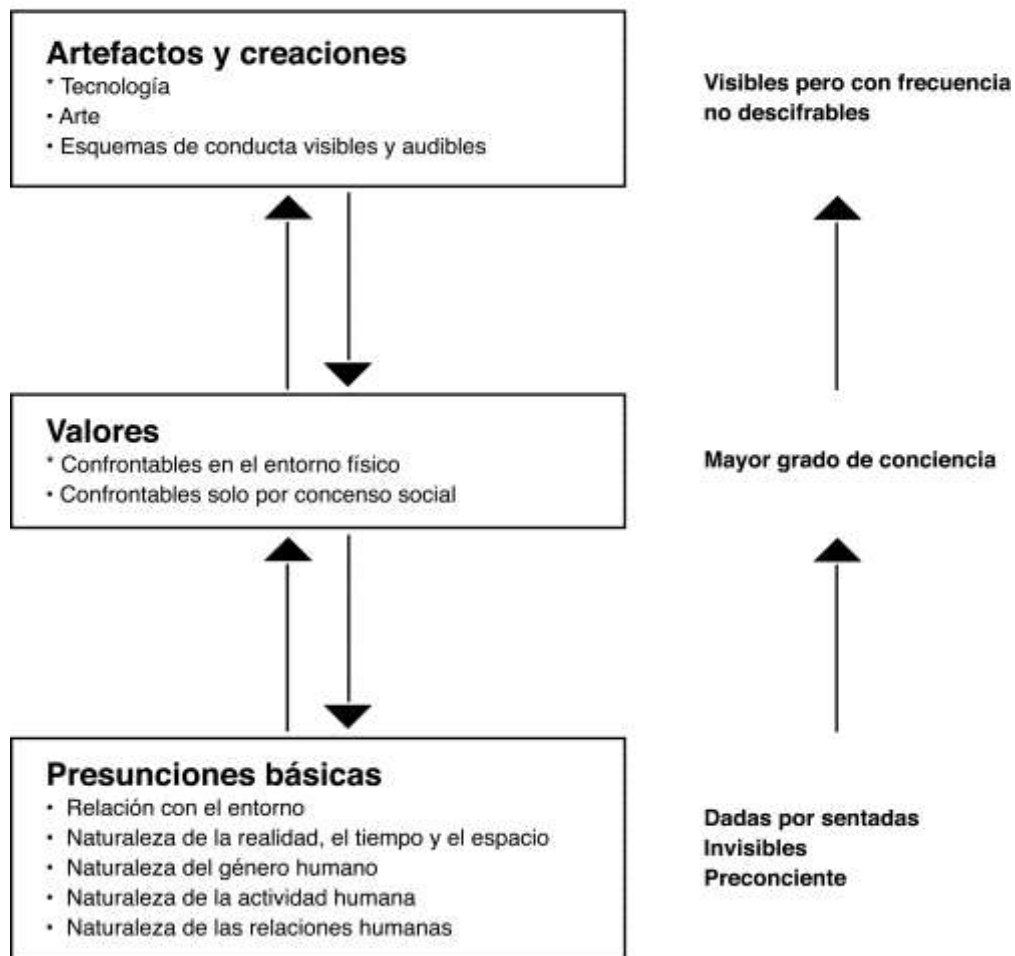 Artefactos y creaciones
* Tecnología
• Arte
• Esquemas de conducta visibles y audibles
Visibles pero con frecuencia
no descifrables
Valores
* Confrontables en el entorno físico
• Confrontables solo por concenso social
Mayor grado de conciencia
Presunciones básicas
• Relación con el entorno
• Naturaleza de la realidad, el tiempo y el espacio
• Naturaleza del género humano
• Naturaleza de la actividad humana
• Naturaleza de las relaciones humanas
Dadas por sentadas
Invisibles
Preconciente